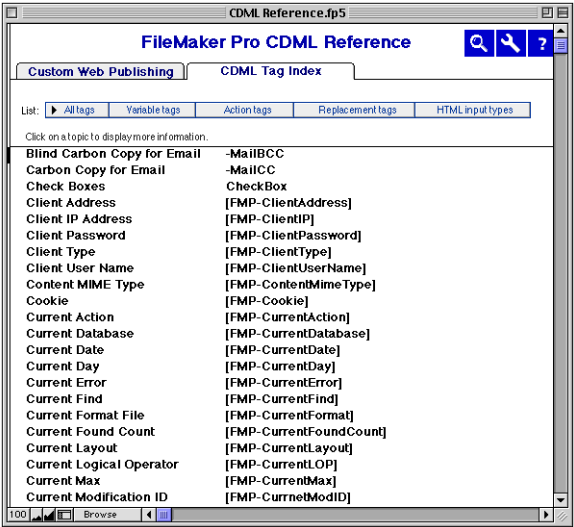 CDML Reference.fp5
FileMaker Pro CDML Reference
?
Custom Web Publishing CDML Tag Index
List: All tags Variable tags Action tags Replacement tags HTML input types
Click on a topic to display more information.
Blind Carbon Copy for Email -MailBCC
Carbon Copy for Email -MailCC
Check Boxes CheckBox
Client Address [FMP-ClientAddress]
Client IP Address [FMP-ClientIP]
Client Password [FMP-ClientPassword]
Client Type [FMP-ClientType]
Client User Name [FMP-ClientUserName]
Content MIME Type [FMP-ContentMimeType]
Cookie [FMP-Cookie]
Current Action [FMP-CurrentAction]
Current Database [FMP-CurrentDatabase]
Current Date [FMP-CurrentDate]
Current Day [FMP-CurrentDay]
Current Error [FMP-CurrentError]
Current Find [FMP-CurrentFind]
Current Format File [FMP-CurrentFormat]
Current Found Count [FMP-CurrentFoundCount]
Current Layout [FMP-CurrentLayout]
Current Logical Operator [FMP-CurrentLOP]
Current Max [FMP-CurrentMax]
Current Modification ID [FMP-CurrnetModID]
100 Browse